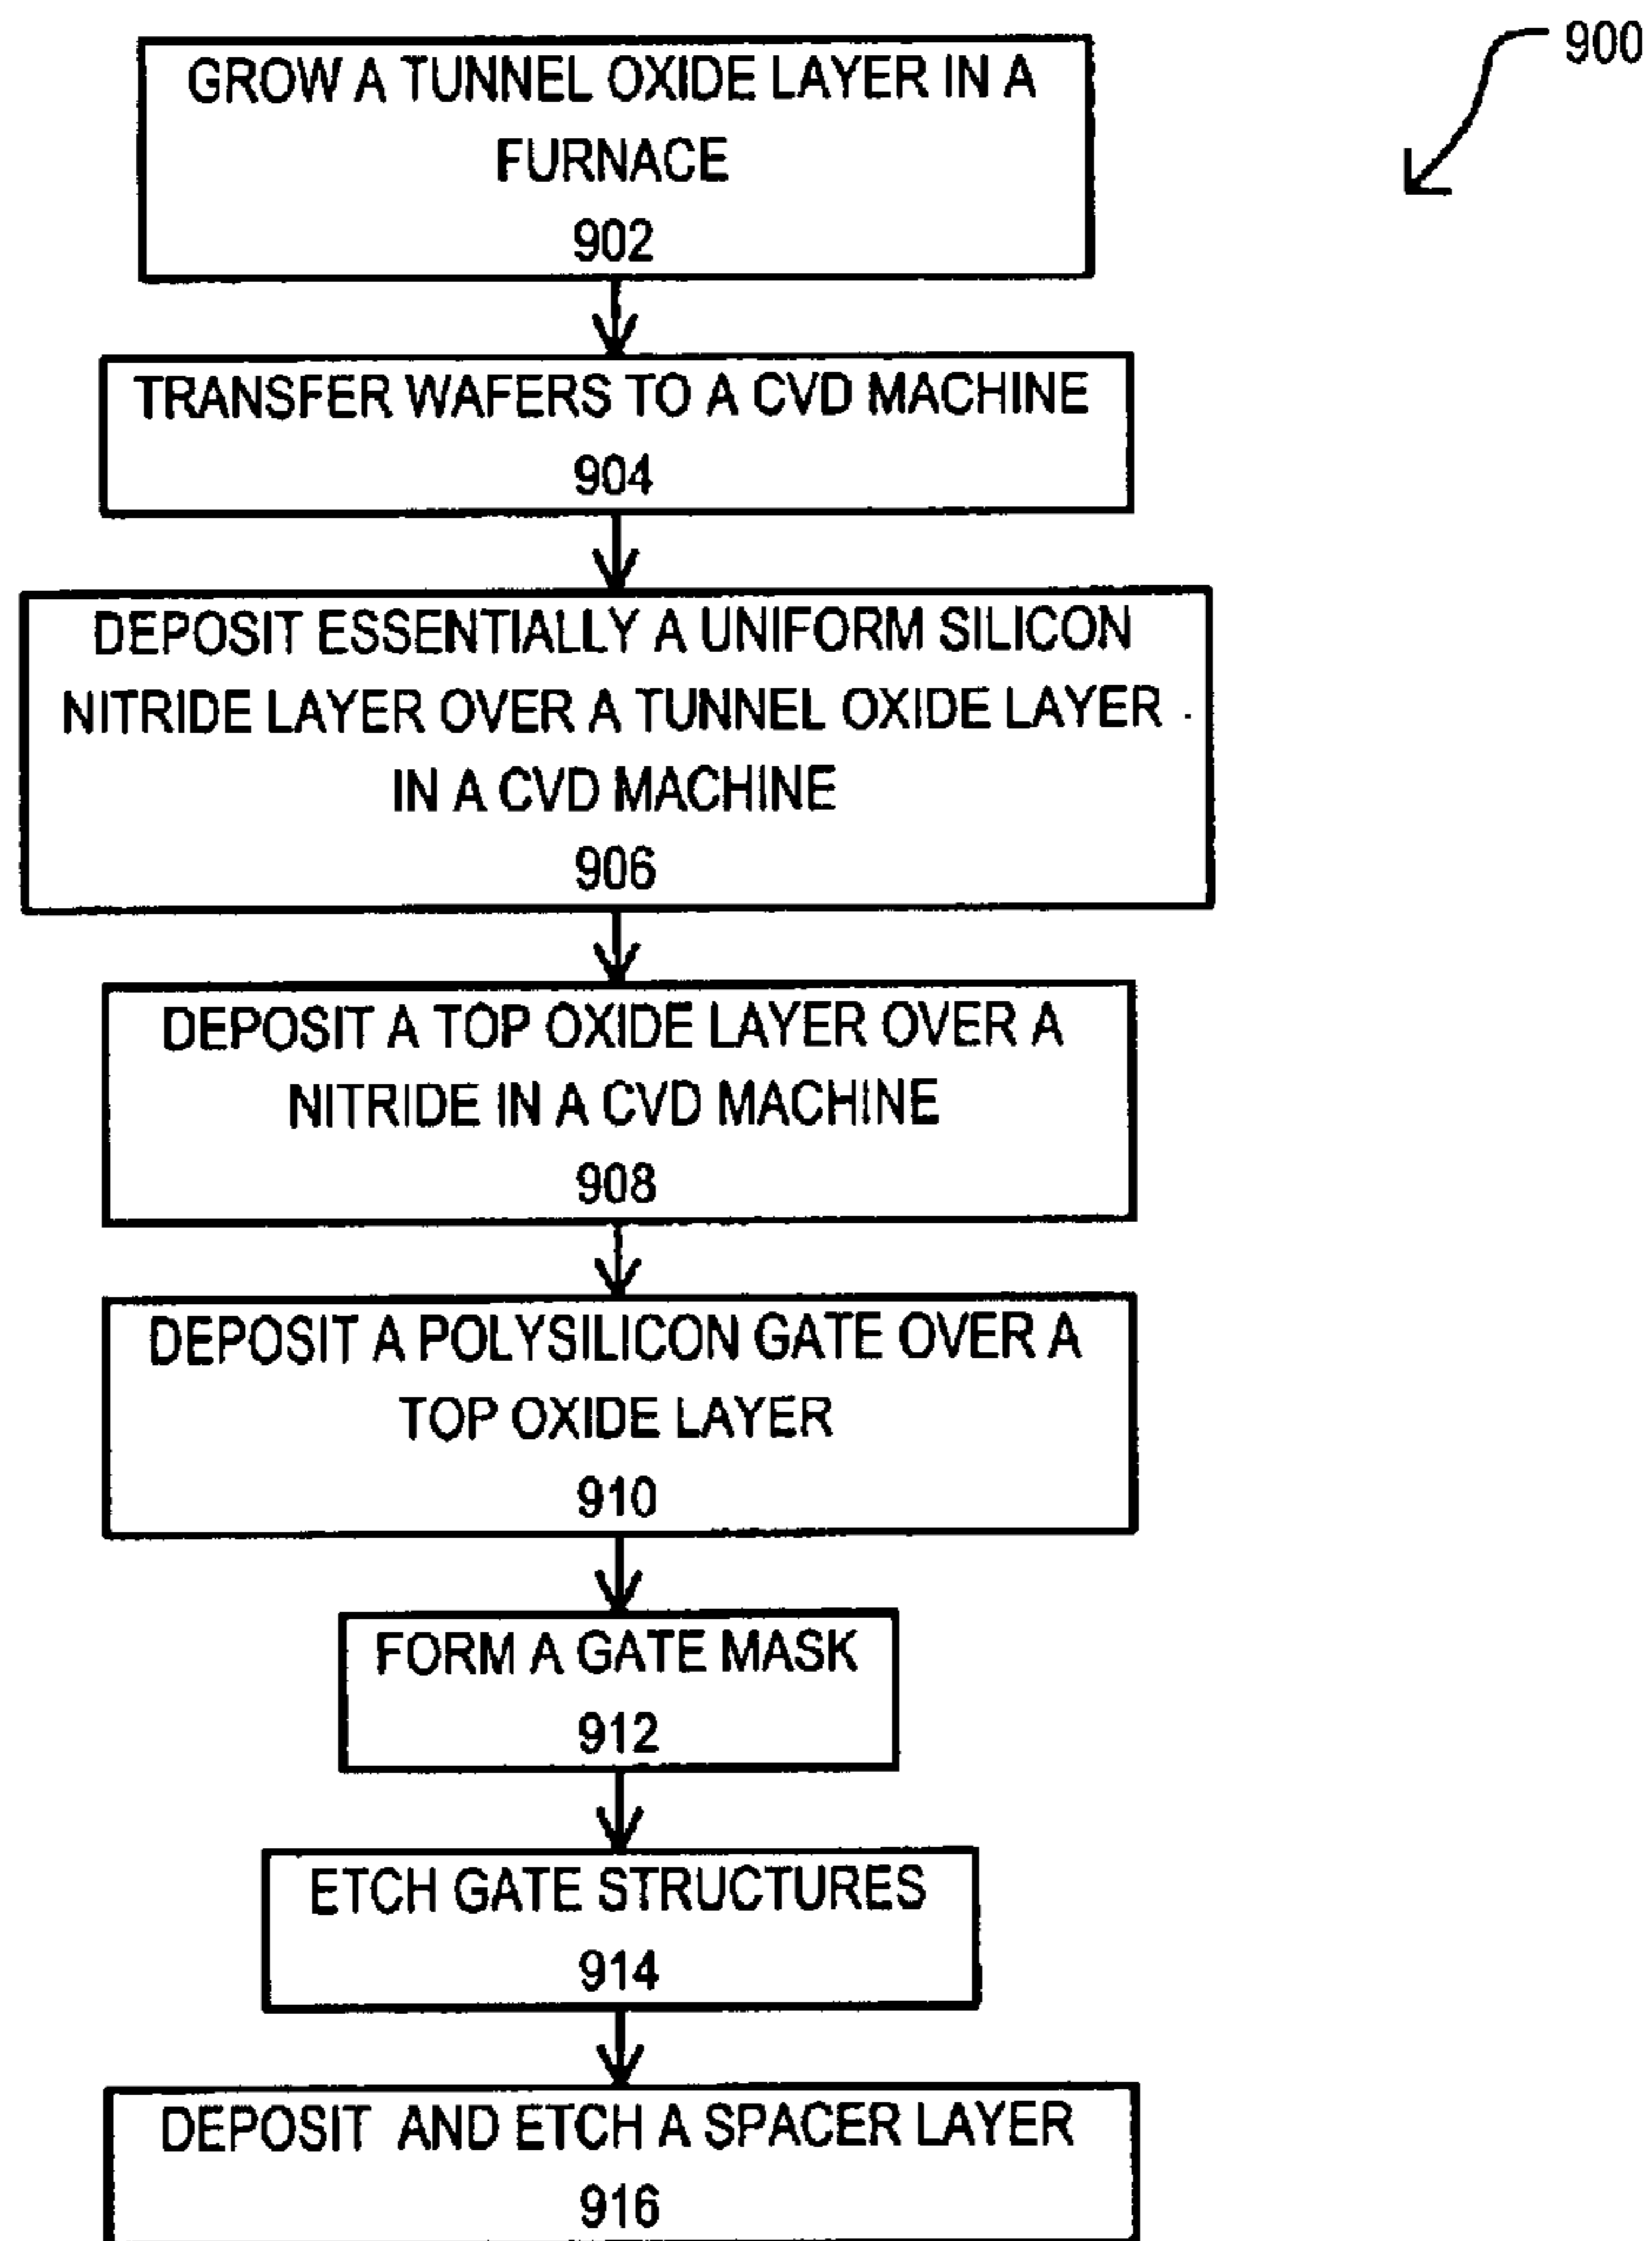 900
GROW A TUNNEL OXIDE LAYER IN A
FURNACE
902
TRANSFER WAFERS TO A CVD MACHINE
904
DEPOSIT ESSENTIALLY A UNIFORM SILICON
NITRIDE LAYER OVER A TUNNEL OXIDE LAYER
IN A CVD MACHINE
906
DEPOSIT A TOP OXIDE LAYER OVER A
NITRIDE IN A CVD MACHINE
908
DEPOSIT A POLYSILICON GATE OVER A
TOP OXIDE LAYER
910
FORM A GATE MASK
912
ETCH GATE STRUCTURES
914
DEPOSIT AND ETCH A SPACER LAYER
916